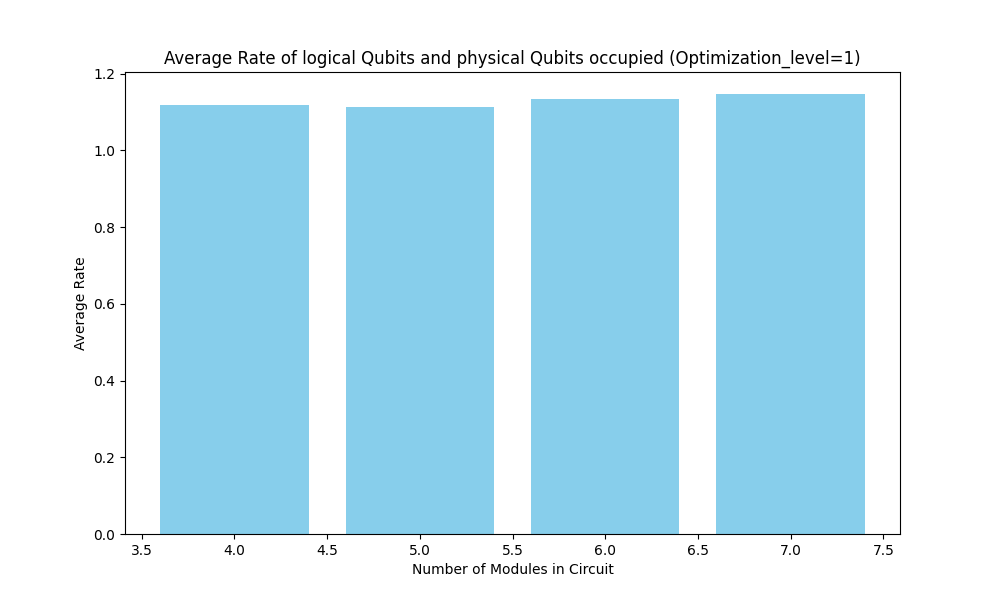 Average Rate of logical Qubits and physical Qubits occupied (Optimization_level=1)
1.2
1.0
0.8
0.6
0.4
0.2
0.0
Average Rate
3.5 4.0 4.5 5.0 5.5 6.0 6.5 7.0 7.5
Number of Modules in Circuit